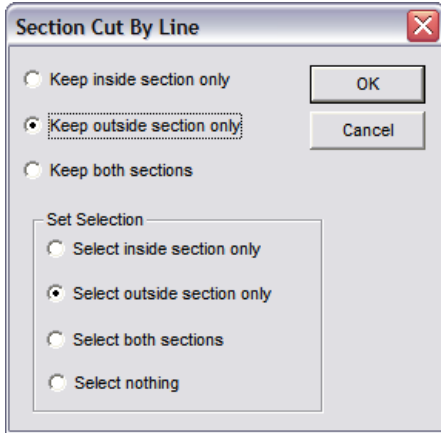 Section Cut By Line
Keep inside section only
OK
Keep outside section only
Cancel
Keep both sections
Set Selection
Select inside section only
Select outside section only
Select both sections
Select nothing